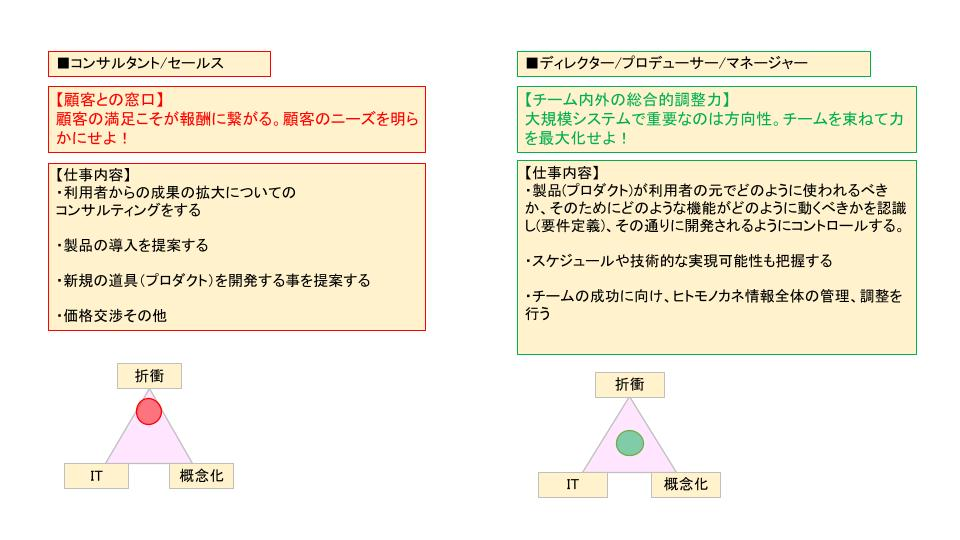 ■コンサルタント/セールス
【顧客との窓口】
顧客の満足こそが報酬に繋がる。顧客のニーズを明ら
かにせよ！
【仕事内容】
・利用者からの成果の拡大についての
コンサルティングをする
・製品の導入を提案する
・新規の道具（プロダクト）を開発する事を提案する
・価格交渉その他
折衝
IT
概念化
■ディレクター/プロデューサー/マネージャー
【チーム内外の総合的調整力】
大規模システムで重要なのは方向性。チームを束ねて力
を最大化せよ！
【仕事内容】
・製品(プロダクト)が利用者の元でどのように使われるべき
か、そのためにどのような機能がどのように動くべきかを認識
し(要件定義)、その通りに開発されるようにコントロールする。
・スケジュールや技術的な実現可能性も把握する
・チームの成功に向け、ヒトモノカネ情報全体の管理、調整を
行う
折衝
IT
概念化